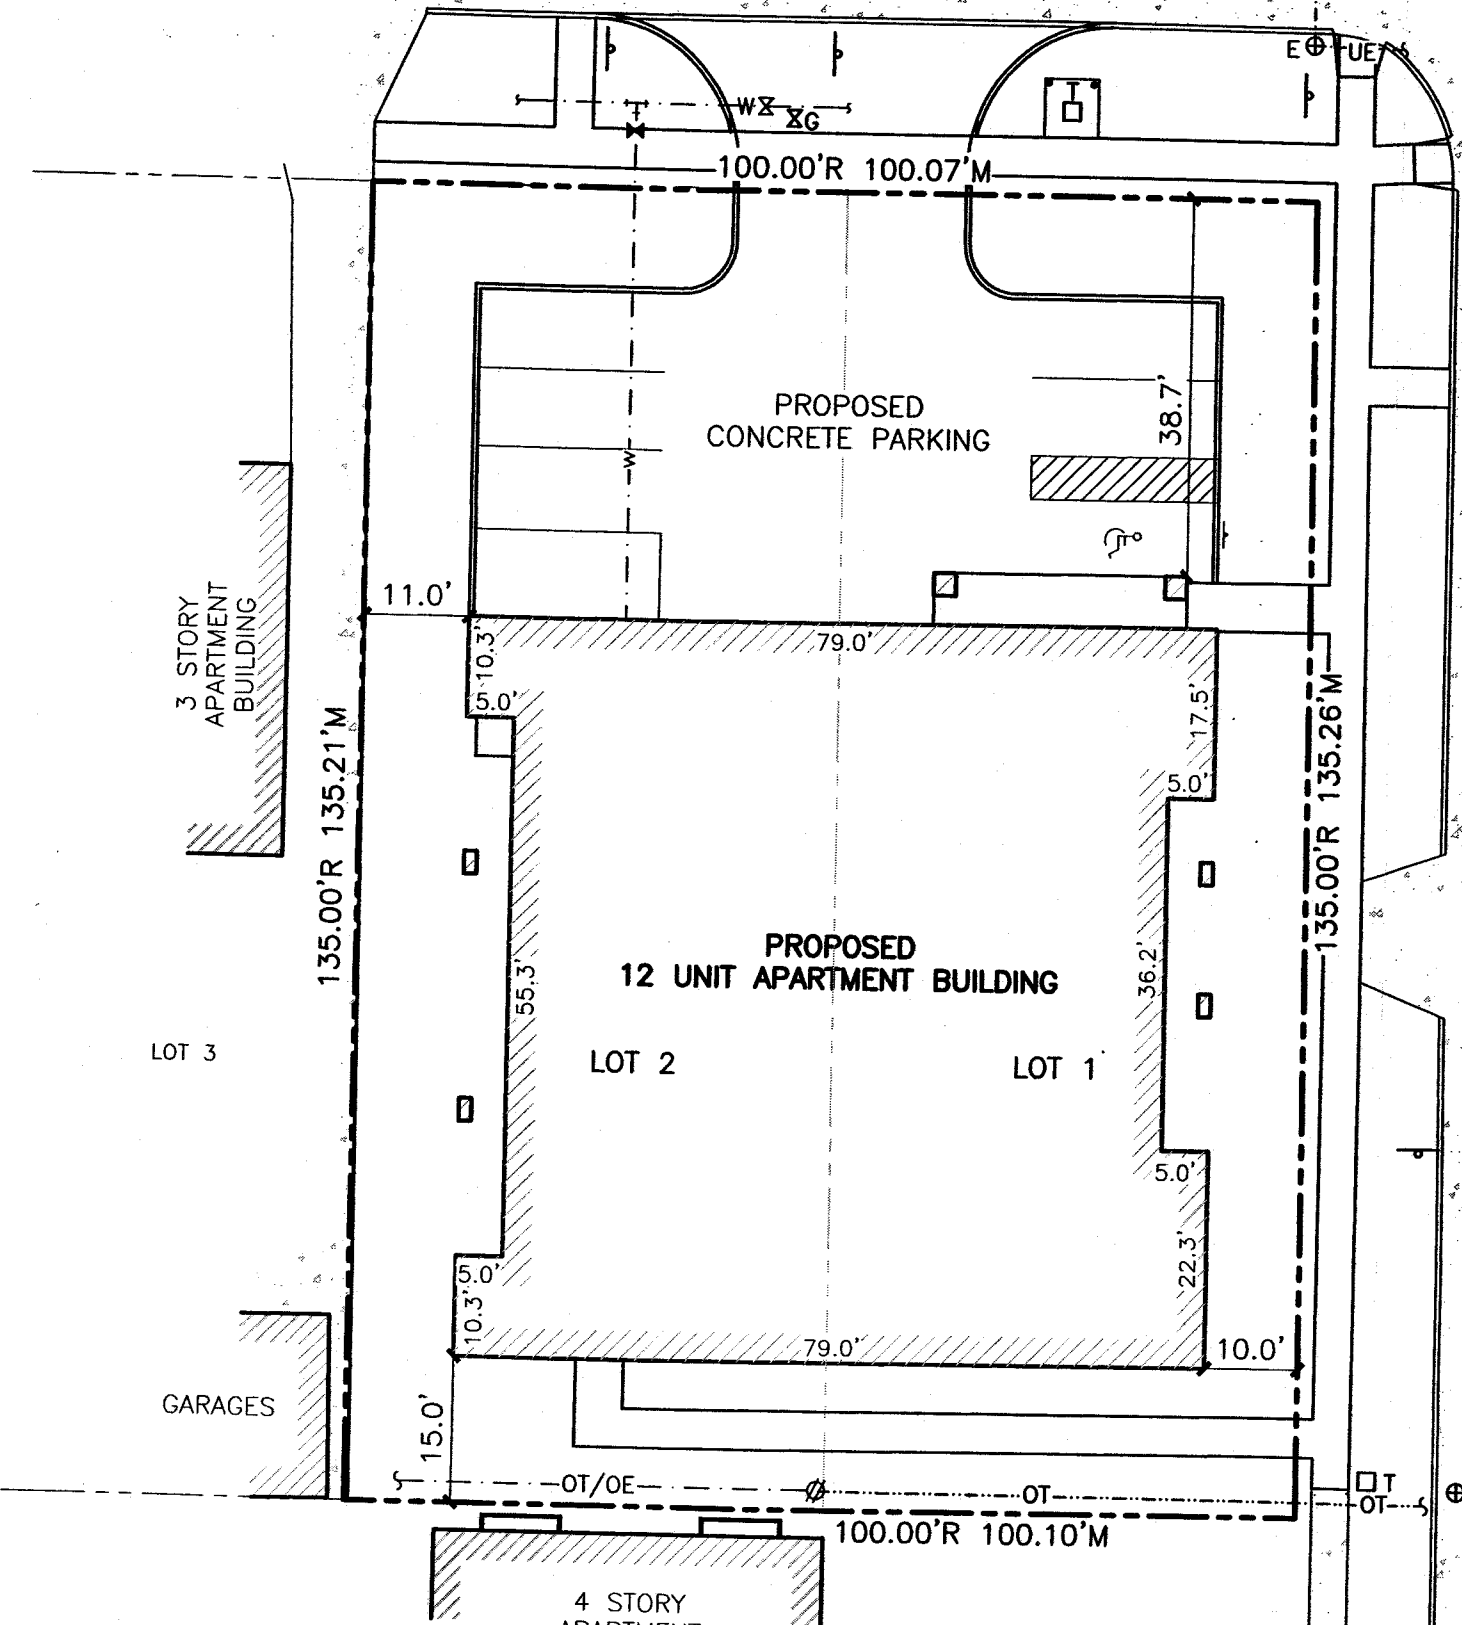 E
UE
T
W
G
100.00'R 100.07'M
PROPOSED
CONCRETE PARKING
38.7'
W
3 STORY
APARTMENT
BUILDING
11.0'
10.3'
79.0'
5.0'
17.5'
5.0'
135.00'R 135.21'M
135.00'R 135.26'M
PROPOSED
12 UNIT APARTMENT BUILDING
55.3'
36.2'
LOT 3
LOT 2
LOT 1
5.0'
22.3'
5.0'
10.3'
79.0'
10.0'
GARAGES
15.0'
OT/OE
OT
T
OT
100.00'R 100.10'M
4 STORY
APARTMENT